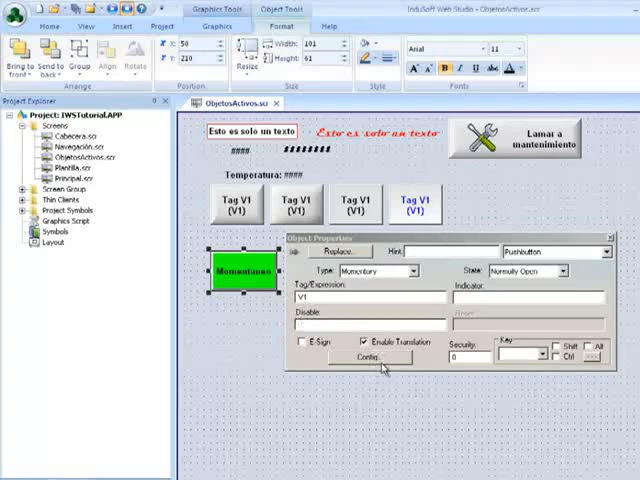 Graphics Tools
Object Tools
InduSoft Web Studio - ObjetosActivos.scr
Home
View
Insert
Project
Graphics
Format
Help
Bring to front
Send to back
Group
Align
Rotate
X: 50
Y: 210
Resize
Width: 101
Height: 61
Arial
11
Arrange
Position
Size
Fonts
Project Explorer
ObjetosActivos.scr
Project: IWSTutorial.APP
Screens
Cabecera.scr
Navegación.scr
ObjetosActivos.scr
Plantilla.scr
Principal.scr
Screen Group
Thin Clients
Project Symbols
Graphics Script
Symbols
Layout
Esto es solo un texto
Esto es solo un texto
Lamar a
mantenimiento
####
########
Temperatura: ####
Tag V1
(V1)
Tag V1
(V1)
Tag V1
(V1)
Tag V1
(V1)
Momentaneo
Object Properties
Replace...
Hint:
Pushbutton
Type: Momentary
State: Normally Open
Tag/Expression:
V1
Indicator:
Disable:
Reset:
E-Sign
Enable Translation
Security:
0
Key
Shift
Alt
Ctrl
...
Config...